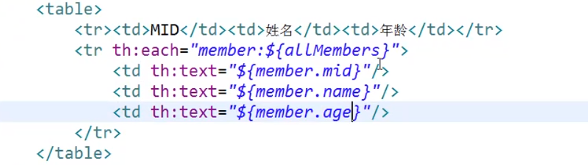 <table>
<tr><td>MID</td><td>姓名</td><td>年龄</td></tr>
<tr th:each="member:${allMembers}">
<td th:text="${member.mid}"/>
<td th:text="${member.name}"/>
<td th:text="${member.age}"/>
</tr>
</table>